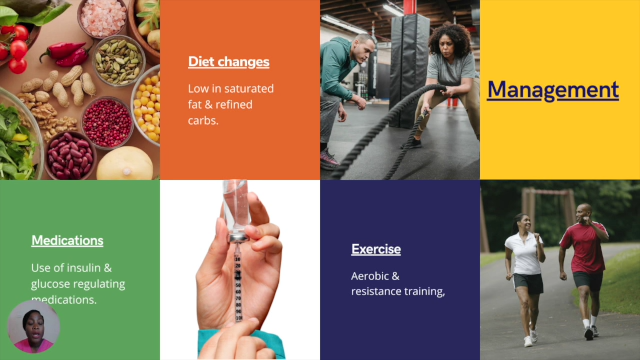 Diet changes
Low in saturated
fat & refined
carbs.
Management
Medications
Use of insulin &
glucose regulating
medications.
Exercise
Aerobic &
resistance training,